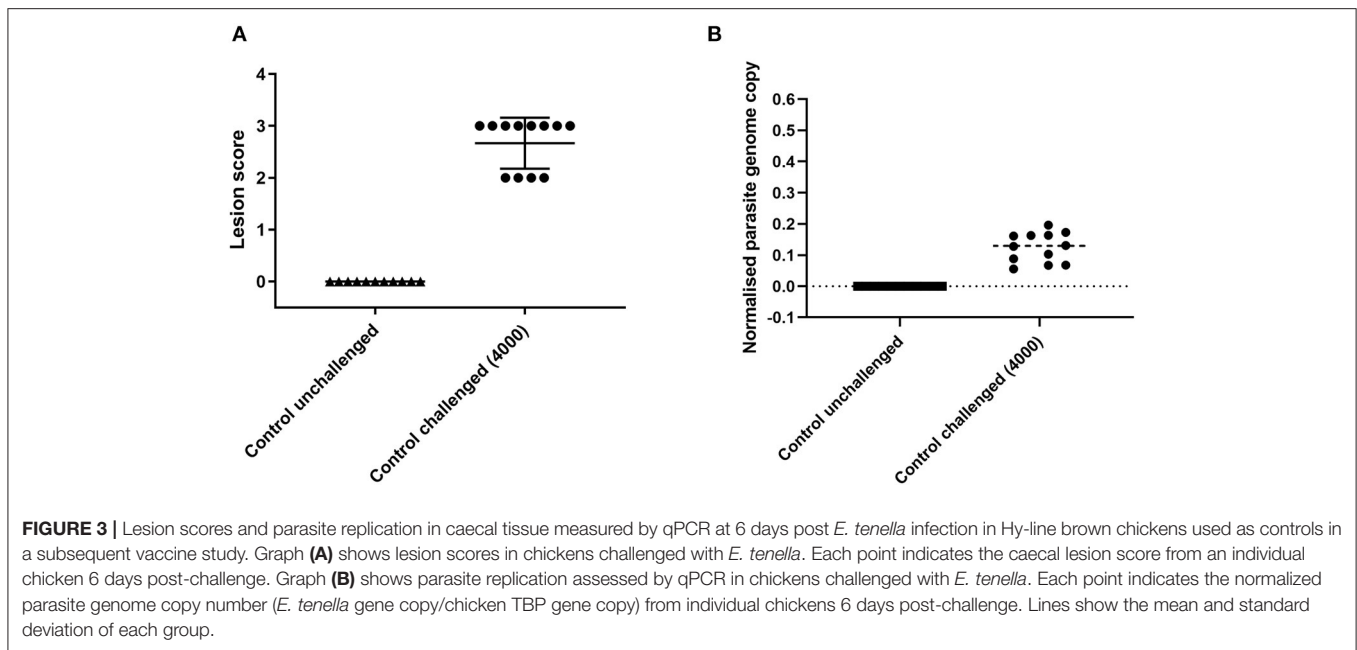 A
Lesion score
4
3
2
1
0
Control unchallenged
Control challenged (4000)
B
Normalised parasite genome copy
0.6
0.5
0.4
0.3
0.2
0.1
0.0
-0.1
Control unchallenged
Control challenged (4000)
FIGURE 3 | Lesion scores and parasite replication in caecal tissue measured by qPCR at 6 days post E. tenella infection in Hy-line brown chickens used as controls in
a subsequent vaccine study. Graph (A) shows lesion scores in chickens challenged with E. tenella. Each point indicates the caecal lesion score from an individual
chicken 6 days post-challenge. Graph (B) shows parasite replication assessed by qPCR in chickens challenged with E. tenella. Each point indicates the normalized
parasite genome copy number (E. tenella gene copy/chicken TBP gene copy) from individual chickens 6 days post-challenge. Lines show the mean and standard
deviation of each group.